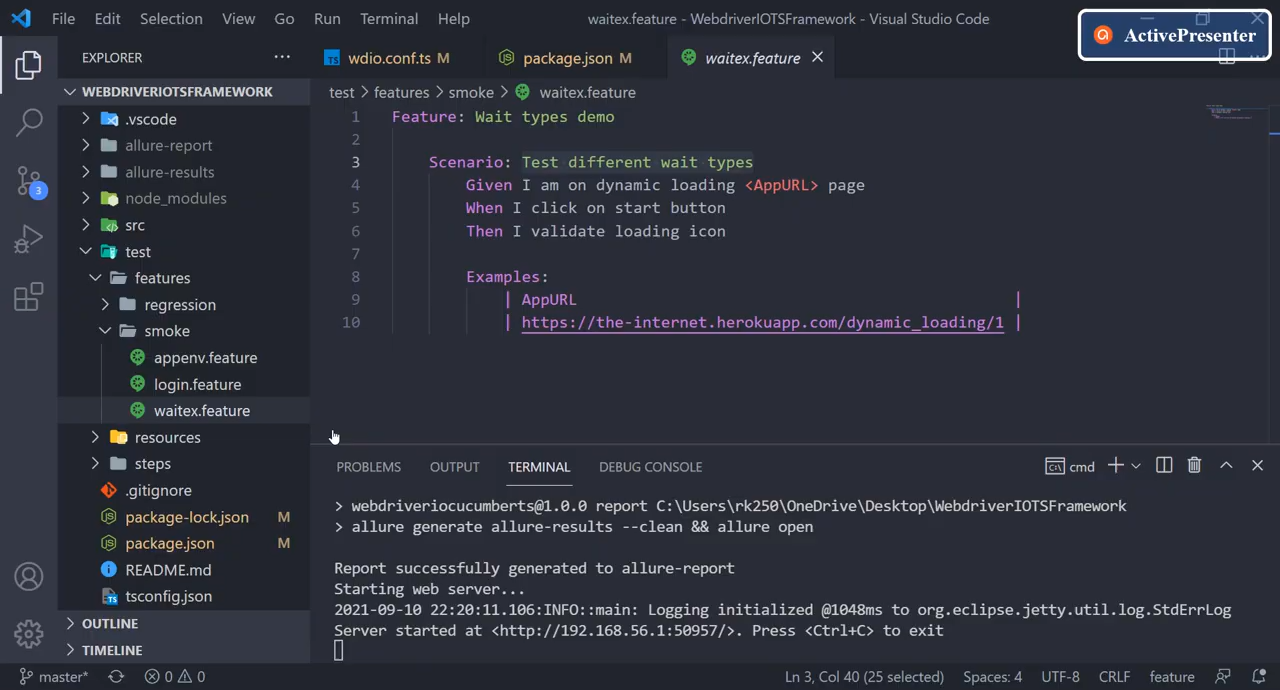 File Edit Selection View Go Run Terminal Help
waitex.feature - WebdriverIOTSFramework - Visual Studio Code
ActivePresenter
EXPLORER
wdio.conf.ts M
package.json M
waitex.feature
WEBDRIVERIOTSFRAMEWORK
.vscode
allure-report
allure-results
node_modules
src
test
features
regression
smoke
appenv.feature
login.feature
waitex.feature
resources
steps
.gitignore
package-lock.json M
package.json M
README.md
tsconfig.json
OUTLINE
TIMELINE
3
test > features > smoke > waitex.feature
1 Feature: Wait types demo
2
3 Scenario: Test different wait types
4 Given I am on dynamic loading <AppURL> page
5 When I click on start button
6 Then I validate loading icon
7
8 Examples:
9 | AppURL |
10 | https://the-internet.herokuapp.com/dynamic_loading/1 |
PROBLEMS OUTPUT TERMINAL DEBUG CONSOLE
cmd
> webdriveriocucumberts@1.0.0 report C:\Users\rk250\OneDrive\Desktop\WebdriverIOTSFramework
> allure generate allure-results --clean && allure open
Report successfully generated to allure-report
Starting web server...
2021-09-10 22:20:11.106:INFO::main: Logging initialized @1048ms to org.eclipse.jetty.util.log.StdErrLog
Server started at <http://192.168.56.1:50957/>. Press <Ctrl+C> to exit
master* 0 0
Ln 3, Col 40 (25 selected) Spaces: 4 UTF-8 CRLF feature